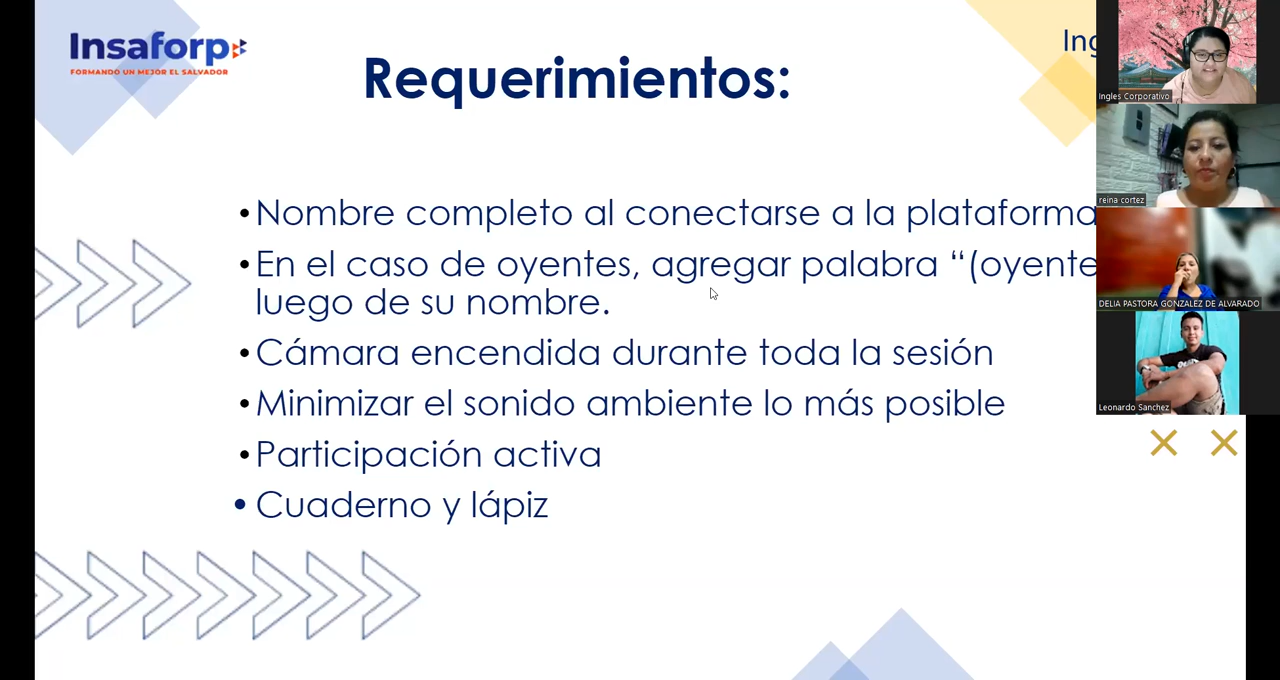 Insaforp
FORMANDO UN MEJOR EL SALVADOR
Requerimientos:
• Nombre completo al conectarse a la plataforma
• En el caso de oyentes, agregar palabra “(oyente
luego de su nombre.
• Cámara encendida durante toda la sesión
• Minimizar el sonido ambiente lo más posible
• Participación activa
• Cuaderno y lápiz
Ingles Corporativo
reina cortez
DELIA PASTORA GONZALEZ DE ALVARADO
Leonardo Sanchez